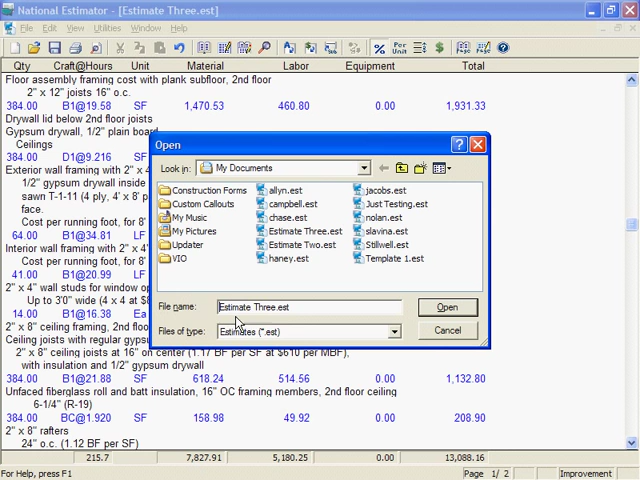 National Estimator - [Estimate Three.est]
File Edit View Utilities Window Help
% Per Unit $
Qty Craft@Hours Unit Material Labor Equipment Total
Floor assembly framing cost with plank subfloor, 2nd floor
2" x 12" joists 16" o.c.
384.00 B1@19.58 SF 1,470.53 460.80 0.00 1,931.33
Drywall lid below 2nd floor joists
Gypsum drywall, 1/2" plain board
Ceilings
384.00 D1@9.216 SF
Exterior wall framing with 2" x
1/2" gypsum drywall inside
sawn T-1-11 (4 ply, 4' x 8'
face.
Cost per running foot, for 8'
64.00 B1@34.81 LF
Interior wall framing with 2" x 4"
Cost per running foot, for 8'
41.00 B1@20.99 LF
2" x 4" wall studs for window op
Up to 3'0" wide (4 x 4 @ $8
14.00 B1@16.38 Ea
2" x 8" ceiling framing, 2nd
Ceiling joists with regular gypsum
2" x 8" ceiling joists at 16" on center (1.17 BF per SF at $610 per MBF),
with insulation and 1/2" gypsum drywall
384.00 B1@21.88 SF 618.24 514.56 0.00 1,132.80
Unfaced fiberglass roll and batt insulation, 16" OC framing members, 2nd floor ceiling
6-1/4" (R-19)
384.00 BC@1.920 SF 158.98 49.92 0.00 208.90
2" x 8" rafters
24" o.c. (1.12 BF per SF)
215.7 7,827.91 5,180.25 0.00 13,088.16
For Help, press F1 Page 1/ 2 Improvement
Open
Look in: My Documents
Construction Forms allyn.est jacobs.est
Custom Callouts campbell.est Just Testing.est
My Music chase.est nolan.est
My Pictures Estimate Three.est slavina.est
Updater Estimate Two.est Stillwell.est
VIO haney.est Template 1.est
File name: Estimate Three.est Open
Files of type: Estimates (*.est) Cancel